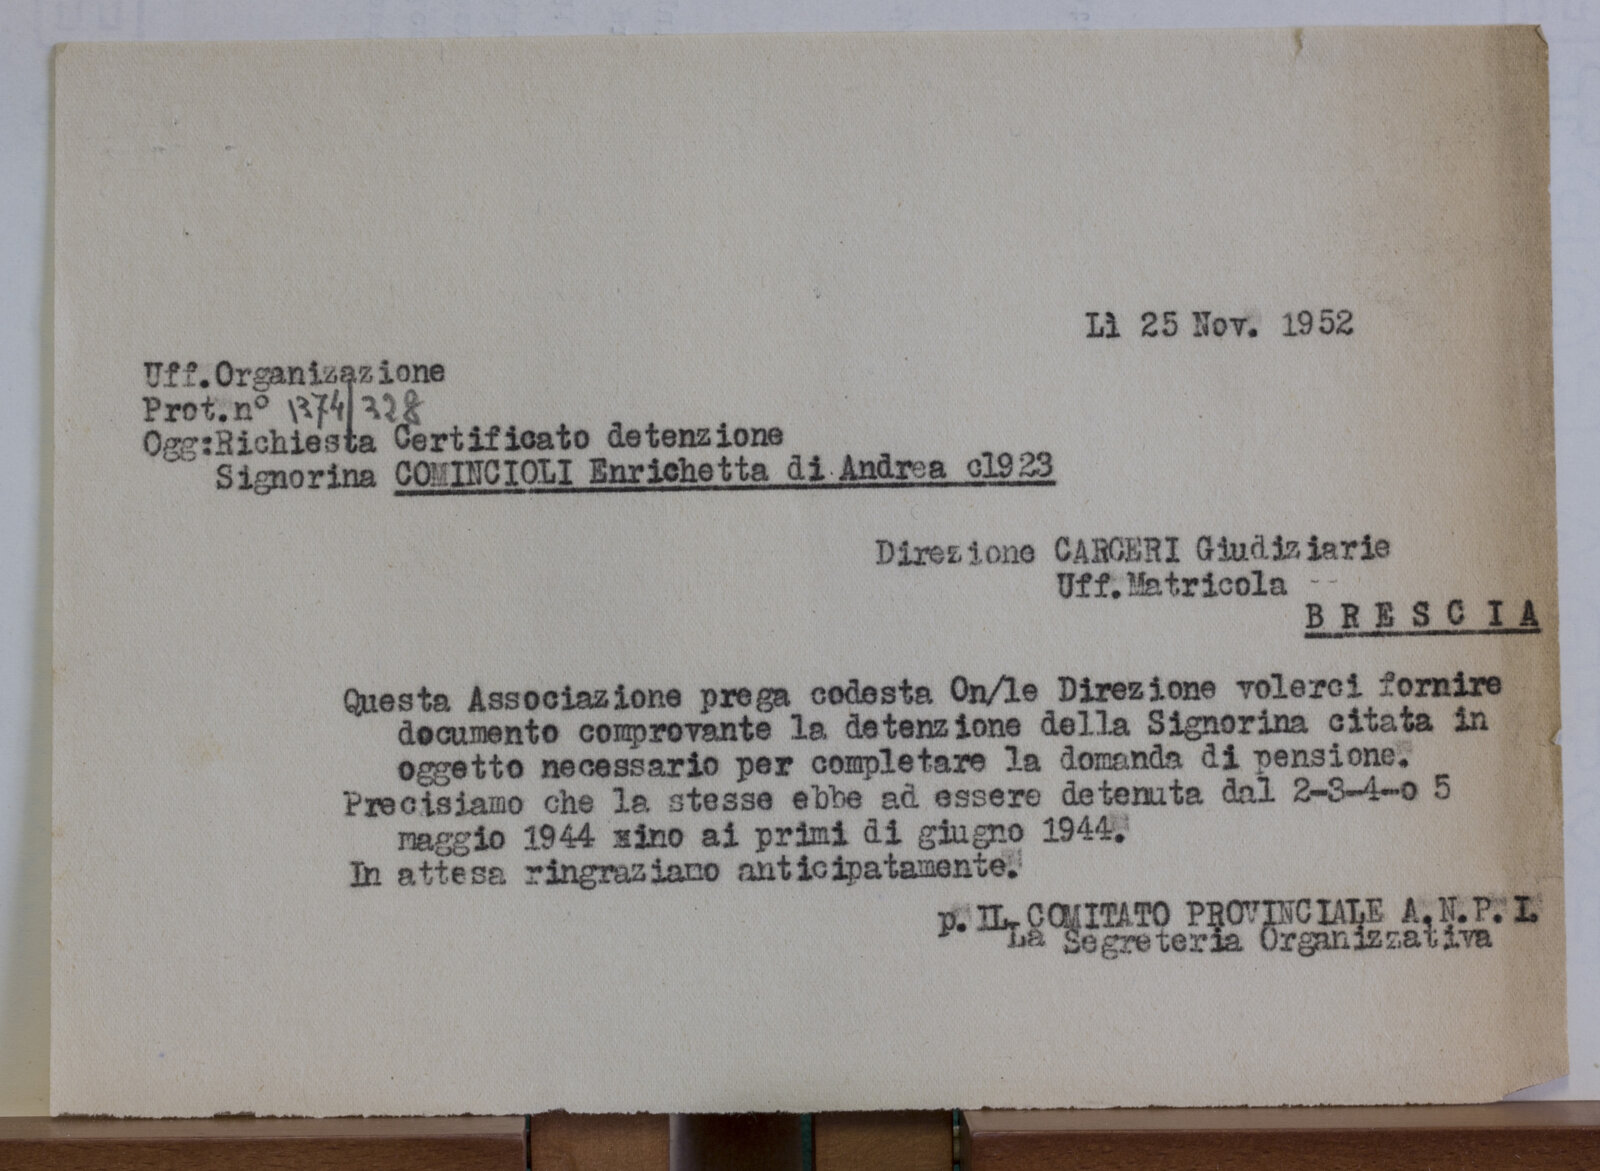 Lì 25 Nov. 1952
Uff.Organizazione
Prot.n° 1374/328
Ogg:Richiesta Certificato detenzione
Signorina COMINCIOLI Enrichetta di Andrea cl923
Direzione CARCERI Giudiziarie
Uff.Matricola --
B R E S C I A
Questa Associazione prega codesta On/le Direzione volerci fornire
documento comprovante la detenzione della Signorina citata in
oggetto necessario per completare la domanda di pensione.
Precisiamo che la stesse ebbe ad essere detenuta dal 2-3-4-o 5
maggio 1944 xino ai primi di giugno 1944.
In attesa ringraziamo anticipatamente.
p. IL COMITATO PROVINCIALE A.N.P.I.
La Segreteria Organizzativa